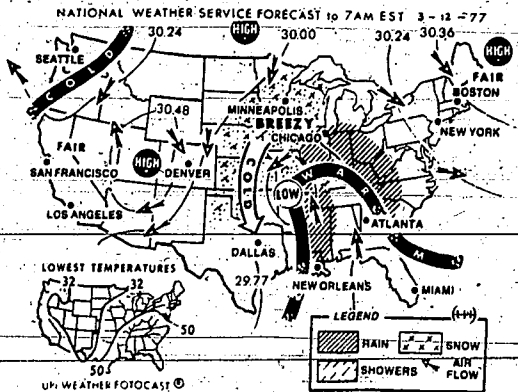 NATIONAL WEATHER SERVICE FORECAST to 7AM EST 3-12-77
30.24
HIGH
30.00
30.24
30.36
HIGH
SEATTLE
COLD
FAIR
BOSTON
30.48
MINNEAPOLIS
BREEZY
CHICAGO
NEW YORK
FAIR
HIGH
SAN FRANCISCO
DENVER
COLD
LOW
WARM
LOS ANGELES
ATLANTA
DALLAS
LOWEST TEMPERATURES
32
32
29.77
NEW ORLEANS
MIAMI
50
50
LEGEND
RAIN
SNOW
SHOWERS
AIR
FLOW
UPI WEATHER FOTOCAST ®